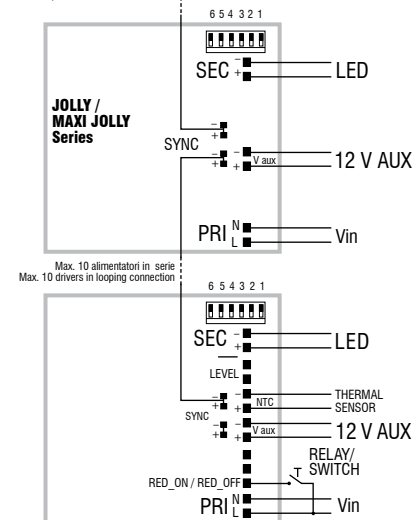 6 5 4 3 2 1
SEC - +
LED
JOLLY /
MAXI JOLLY
Series
SYNC
- +
- +
- + V aux
12 V AUX
PRI N L
Vin
Max. 10 alimentatori in serie
Max. 10 drivers in looping connection
6 5 4 3 2 1
SEC - +
LED
LEVEL
SYNC
- +
- + NTC
THERMAL
SENSOR
- +
- + V aux
12 V AUX
RELAY/
SWITCH
RED_ON / RED_OFF
PRI N L
Vin